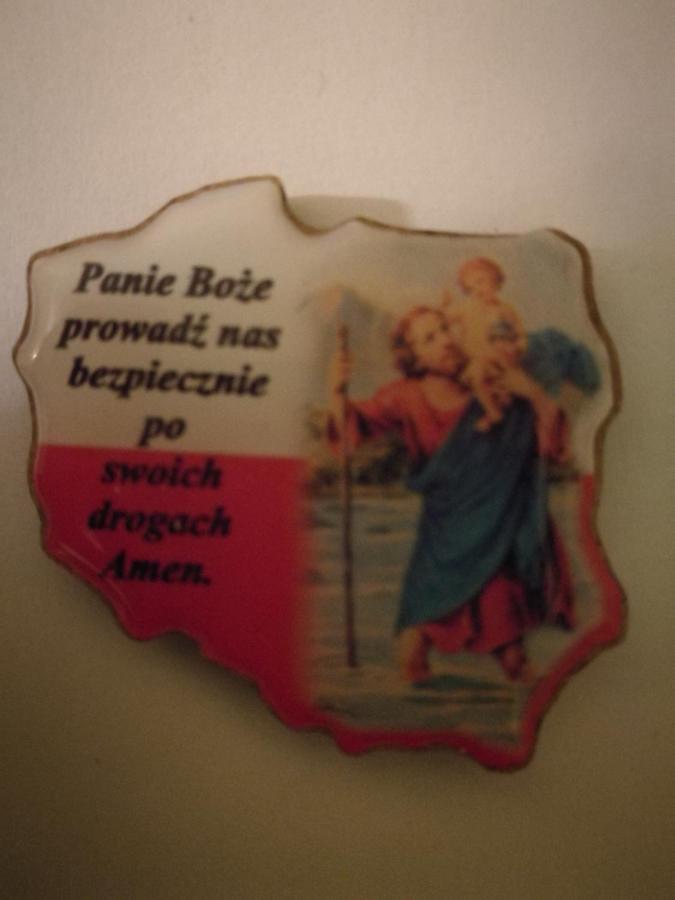 Panie Boże
prowadź nas
bezpiecznie
po
swoich
drogach
Amen.